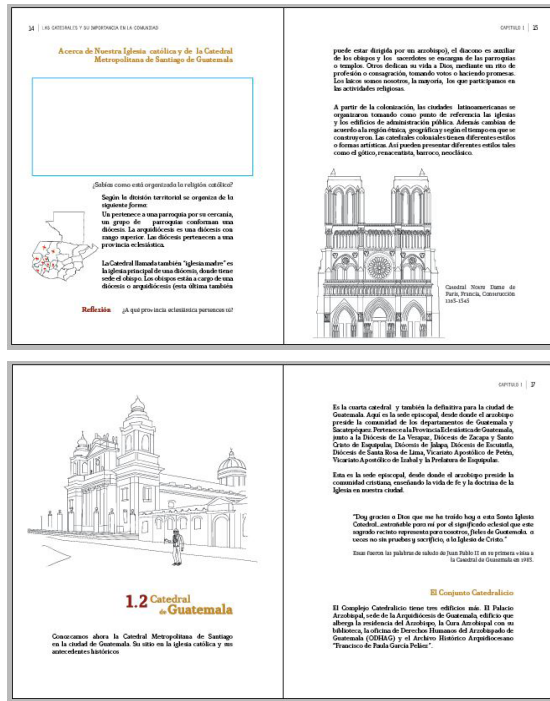 14 | LAS CATEDRALES Y SU IMPORTANCIA EN LA COMUNIDAD
Acerca de Nuestra Iglesia católica y de la Catedral
Metropolitana de Santiago de Guatemala
¿Sabías como está organizada la religión católica?
Según la división territorial se organiza de la
siguiente forma:
Un pertenece a una parroquia por su cercanía,
un grupo de parroquias conforman una
diócesis. La arquidiócesis es una diócesis con
rango superior. Las diócesis pertenecen a una
provincia eclesiástica.
La Catedral llamada también "iglesia madre" es
la iglesia principal de una diócesis, donde tiene
sede el obispo. Los obispos están a cargo de una
diócesis o arquidiócesis (esta última también
Reflexión ¿A qué provincia eclesiástica perteneces tú?
CAPÍTULO 1 | 15
puede estar dirigida por un arzobispo), el diacono es auxiliar
de los obispos y los sacerdotes se encargan de las parroquias
o templos. Otros dedican su vida a Dios, mediante un rito de
profesión o consagración, tomando votos o haciendo promesas.
Los laicos somos nosotros, la mayoría, los que participamos en
las actividades religiosas.
A partir de la colonización, las ciudades latinoamericanas se
organizaron tomando como punto de referencia las iglesias
y los edificios de administración pública. Además cambian de
acuerdo a la región étnica, geográfica y según el tiempo en que se
construyeron. Las catedrales coloniales tienen diferentes estilos
o formas artísticas. Así pueden presentar diferentes estilos tales
como el gótico, renacentista, barroco, neoclásico.
Catedral Notre Dame de
París, Francia, Construcción
1163-1345
1.2 Catedral
de Guatemala
Conozcamos ahora la Catedral Metropolitana de Santiago
en la ciudad de Guatemala. Su sitio en la iglesia católica y sus
antecedentes históricos
CAPÍTULO 1 | 17
Es la cuarta catedral y también la definitiva para la ciudad de
Guatemala. Aquí es la sede episcopal, desde donde el arzobispo
preside la comunidad de los departamentos de Guatemala y
Sacatepéquez. Pertenece a la Provincia Eclesiástica de Guatemala,
junto a la Diócesis de La Verapaz, Diócesis de Zacapa y Santo
Cristo de Esquipulas, Diócesis de Jalapa, Diócesis de Escuintla,
Diócesis de Santa Rosa de Lima, Vicariato Apostólico de Petén,
Vicariato Apostólico de Izabal y la Prelatura de Esquipulas.
Esta es la sede episcopal, desde donde el arzobispo preside la
comunidad cristiana, enseñando la vida de fe y la doctrina de la
Iglesia en nuestra ciudad.
"Doy gracias a Dios que me ha traído hoy a esta Santa Iglesia
Catedral, entrañable para mí por el significado eclesial que este
sagrado recinto representa para vosotros, fieles de Guatemala. a
veces no sin pruebas y sacrificio, a la Iglesia de Cristo."
Esas fueron las palabras de saludo de Juan Pablo II en su primera visita a
la Catedral de Guatemala en 1983.
El Conjunto Catedralicio
El Complejo Catedralicio tiene tres edificios más. El Palacio
Arzobispal, sede de la Arquidiócesis de Guatemala, edificio que
alberga la residencia del Arzobispo, la Cura Arzobispal con su
biblioteca, la oficina de Derechos Humanos del Arzobispado de
Guatemala (ODHAG) y el Archivo Histórico Arquidiocesano
"Francisco de Paula García Peláez".